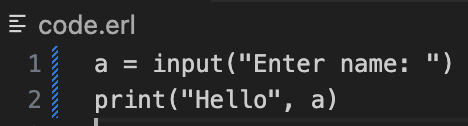 code.erl
1 a = input("Enter name: ")
2 print("Hello", a)